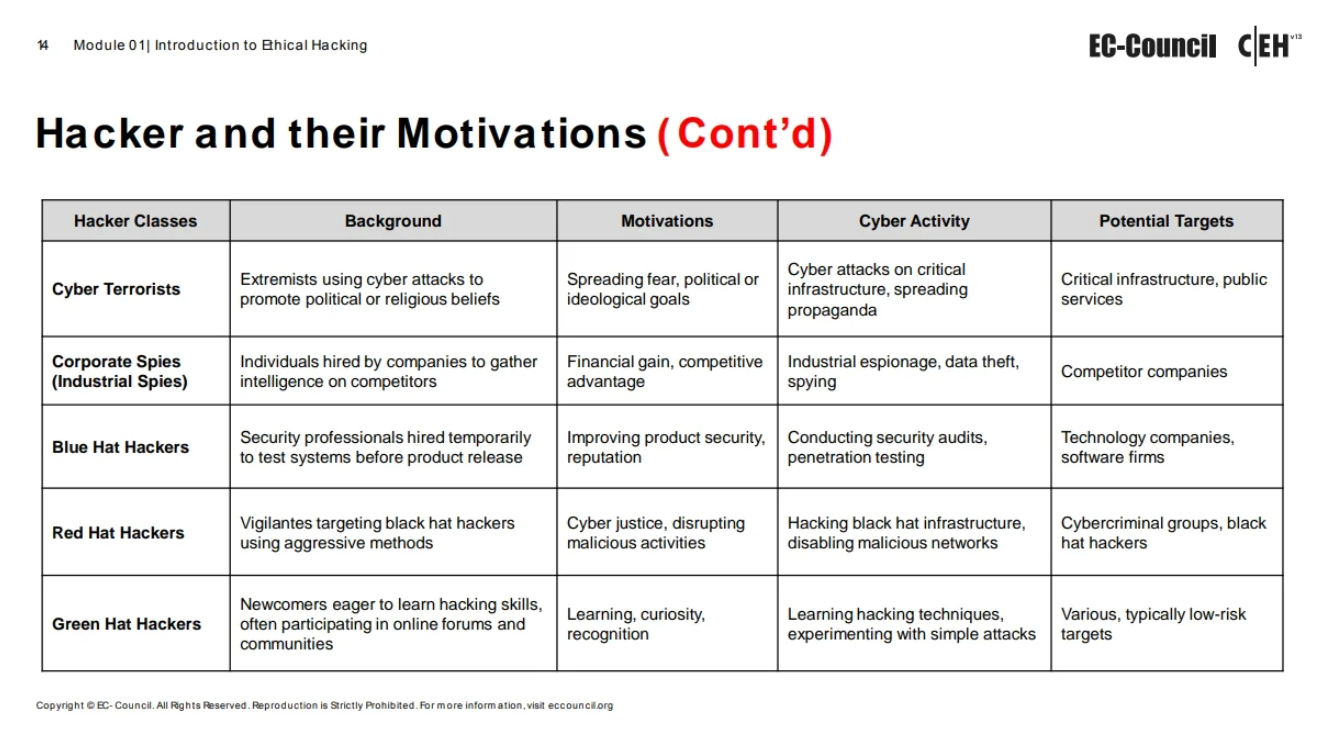 14 Module 01| Introduction to Ethical Hacking
EC-Council C|EH v13
Hacker and their Motivations (Cont’d)
Hacker Classes Background Motivations Cyber Activity Potential Targets
Cyber Terrorists
Extremists using cyber attacks to
promote political or religious beliefs
Spreading fear, political or
ideological goals
Cyber attacks on critical
infrastructure, spreading
propaganda
Critical infrastructure, public
services
Corporate Spies
(Industrial Spies)
Individuals hired by companies to gather
intelligence on competitors
Financial gain, competitive
advantage
Industrial espionage, data theft,
spying
Competitor companies
Blue Hat Hackers
Security professionals hired temporarily
to test systems before product release
Improving product security,
reputation
Conducting security audits,
penetration testing
Technology companies,
software firms
Red Hat Hackers
Vigilantes targeting black hat hackers
using aggressive methods
Cyber justice, disrupting
malicious activities
Hacking black hat infrastructure,
disabling malicious networks
Cybercriminal groups, black
hat hackers
Green Hat Hackers
Newcomers eager to learn hacking skills,
often participating in online forums and
communities
Learning, curiosity,
recognition
Learning hacking techniques,
experimenting with simple attacks
Various, typically low-risk
targets
Copyright © EC- Council. All Rights Reserved. Reproduction is Strictly Prohibited. For more information, visit eccouncil.org